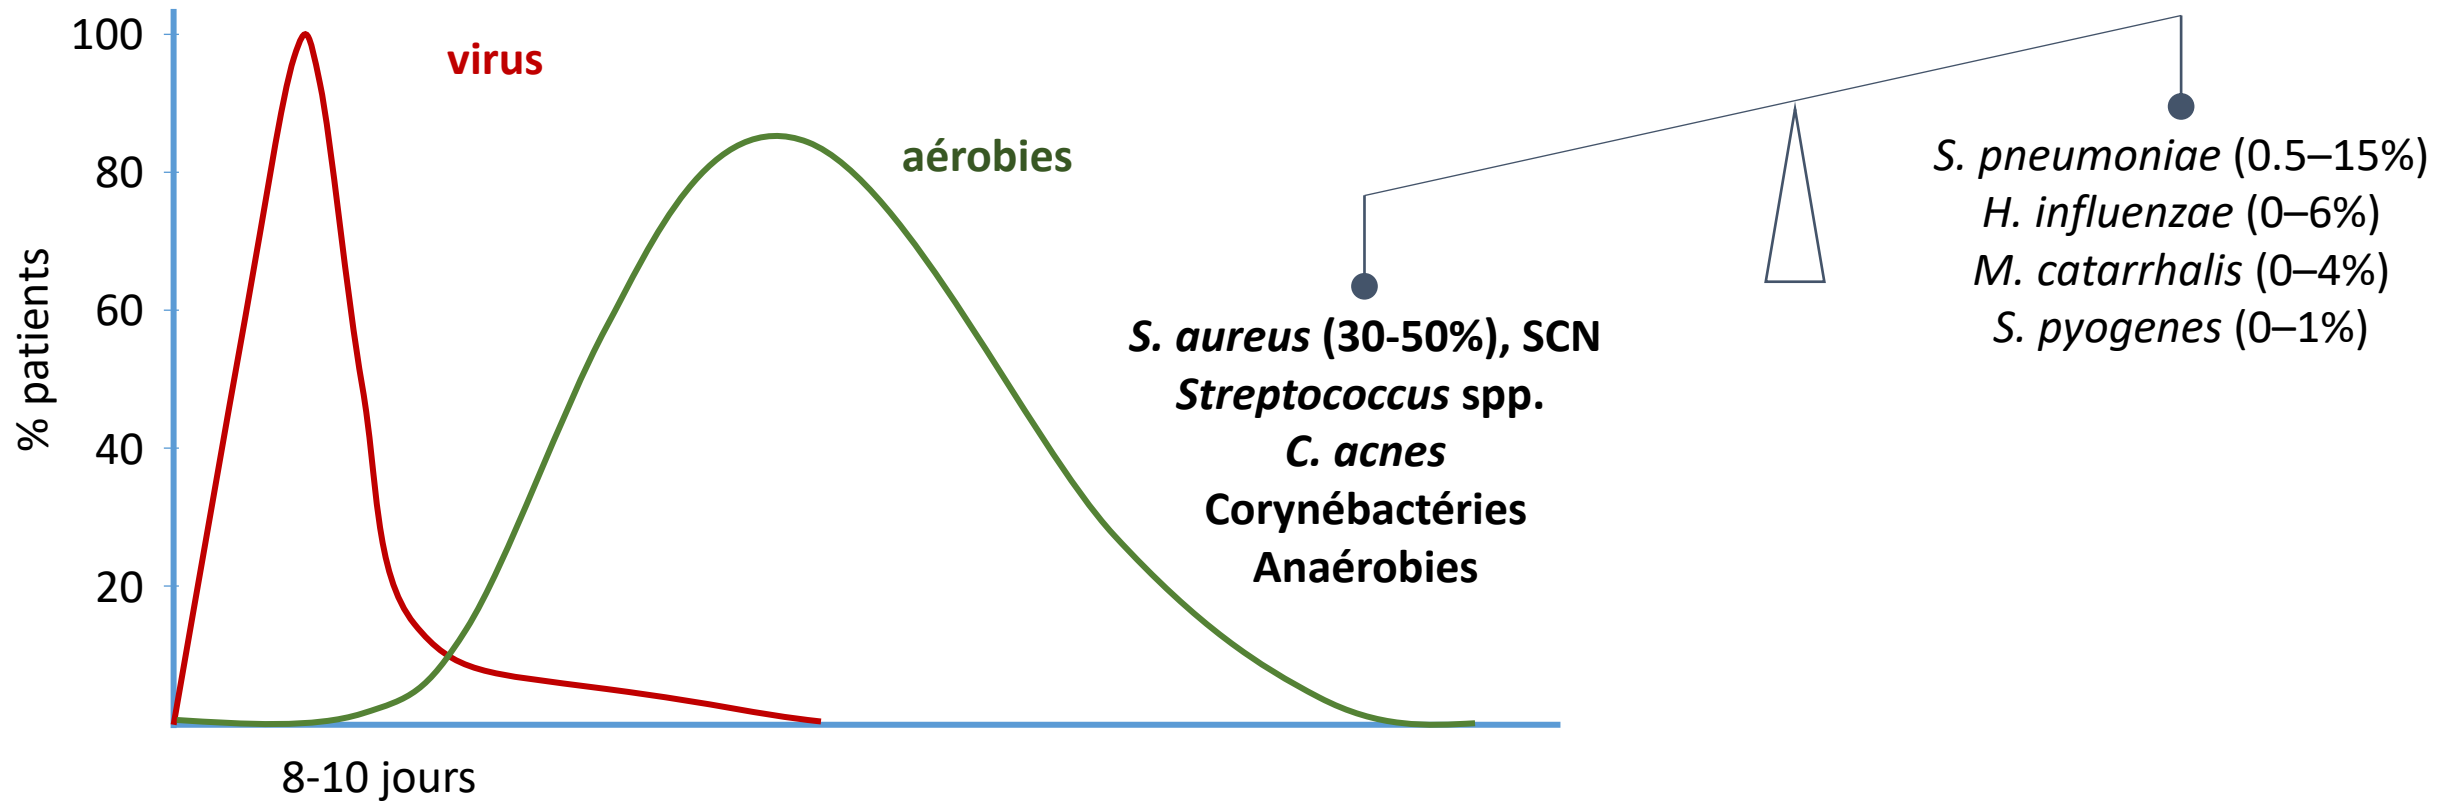 100
80
60
40
20
% patients
8-10 jours
virus
aérobies
S. aureus (30-50%), SCN
Streptococcus spp.
C. acnes
Corynébactéries
Anaérobies
S. pneumoniae (0.5–15%)
H. influenzae (0–6%)
M. catarrhalis (0–4%)
S. pyogenes (0–1%)